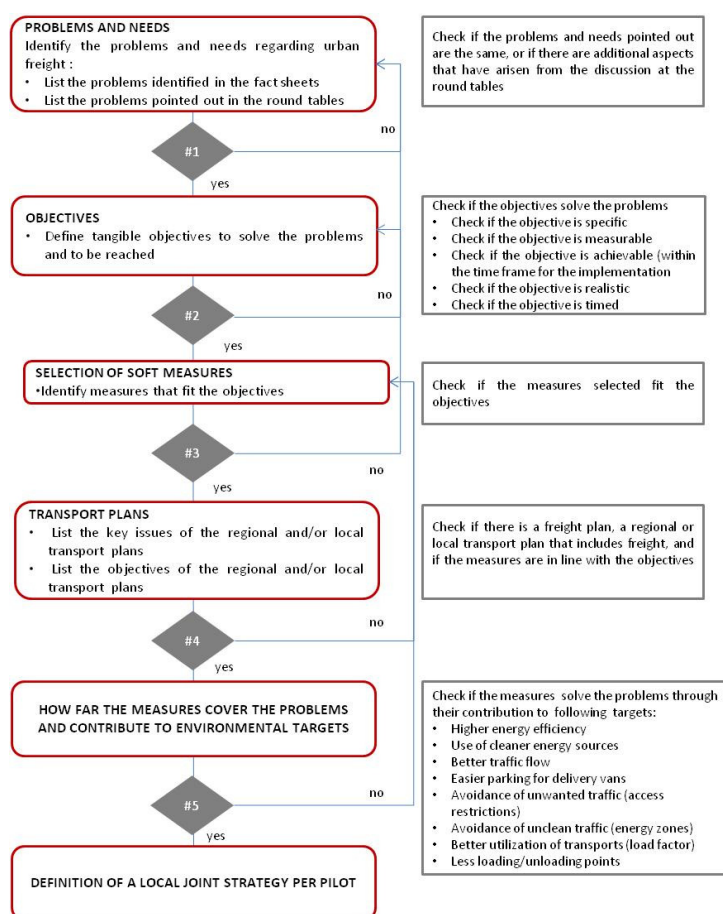 PROBLEMS AND NEEDS
Identify the problems and needs regarding urban
freight :
• List the problems identified in the fact sheets
• List the problems pointed out in the round tables
Check if the problems and needs pointed out
are the same, or if there are additional aspects
that have arisen from the discussion at the
round tables
no
#1
yes
OBJECTIVES
• Define tangible objectives to solve the problems
and to be reached
Check if the objectives solve the problems
• Check if the objective is specific
• Check if the objective is measurable
• Check if the objective is achievable (within
the time frame for the implementation
• Check if the objective is realistic
• Check if the objective is timed
no
#2
yes
SELECTION OF SOFT MEASURES
•Identify measures that fit the objectives
Check if the measures selected fit the
objectives
#3
no
yes
TRANSPORT PLANS
• List the key issues of the regional and/or local
transport plans
• List the objectives of the regional and/or local
transport plans
Check if there is a freight plan, a regional or
local transport plan that includes freight, and
if the measures are in line with the objectives
no
#4
yes
HOW FAR THE MEASURES COVER THE PROBLEMS
AND CONTRIBUTE TO ENVIRONMENTAL TARGETS
Check if the measures solve the problems through
their contribution to following targets:
• Higher energy efficiency
• Use of cleaner energy sources
• Better traffic flow
• Easier parking for delivery vans
• Avoidance of unwanted traffic (access
restrictions)
• Avoidance of unclean traffic (energy zones)
• Better utilization of transports (load factor)
• Less loading/unloading points
no
#5
yes
DEFINITION OF A LOCAL JOINT STRATEGY PER PILOT